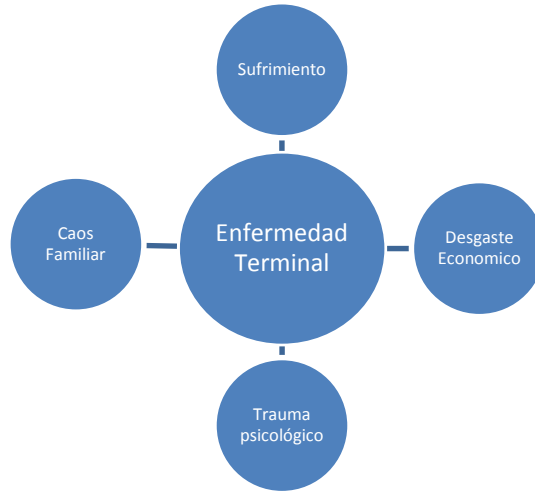 Sufrimiento
Caos
Familiar
Enfermedad
Terminal
Desgaste
Economico
Trauma
psicológico